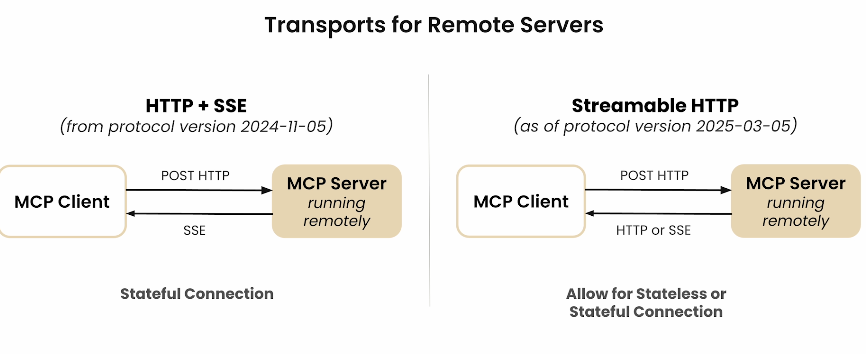 Transports for Remote Servers
HTTP + SSE
(from protocol version 2024-11-05)
MCP Client
POST HTTP
SSE
MCP Server
running
remotely
Stateful Connection
Streamable HTTP
(as of protocol version 2025-03-05)
MCP Client
POST HTTP
HTTP or SSE
MCP Server
running
remotely
Allow for Stateless or
Stateful Connection